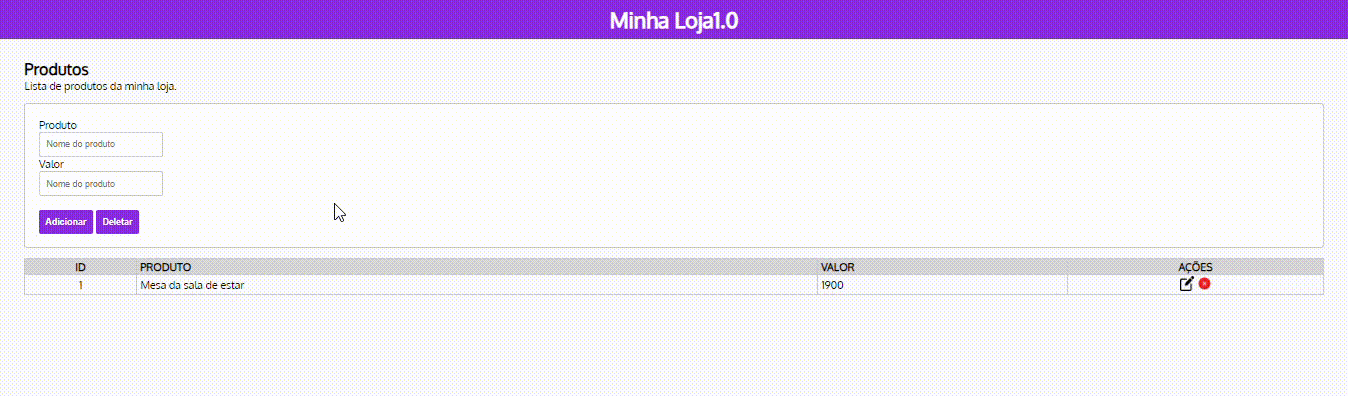 Minha Loja1.0
Produtos
Lista de produtos da minha loja.
Produto
Nome do produto
Valor
Nome do produto
Adicionar Deletar
ID PRODUTO VALOR AÇÕES
1 Mesa da sala de estar 1900